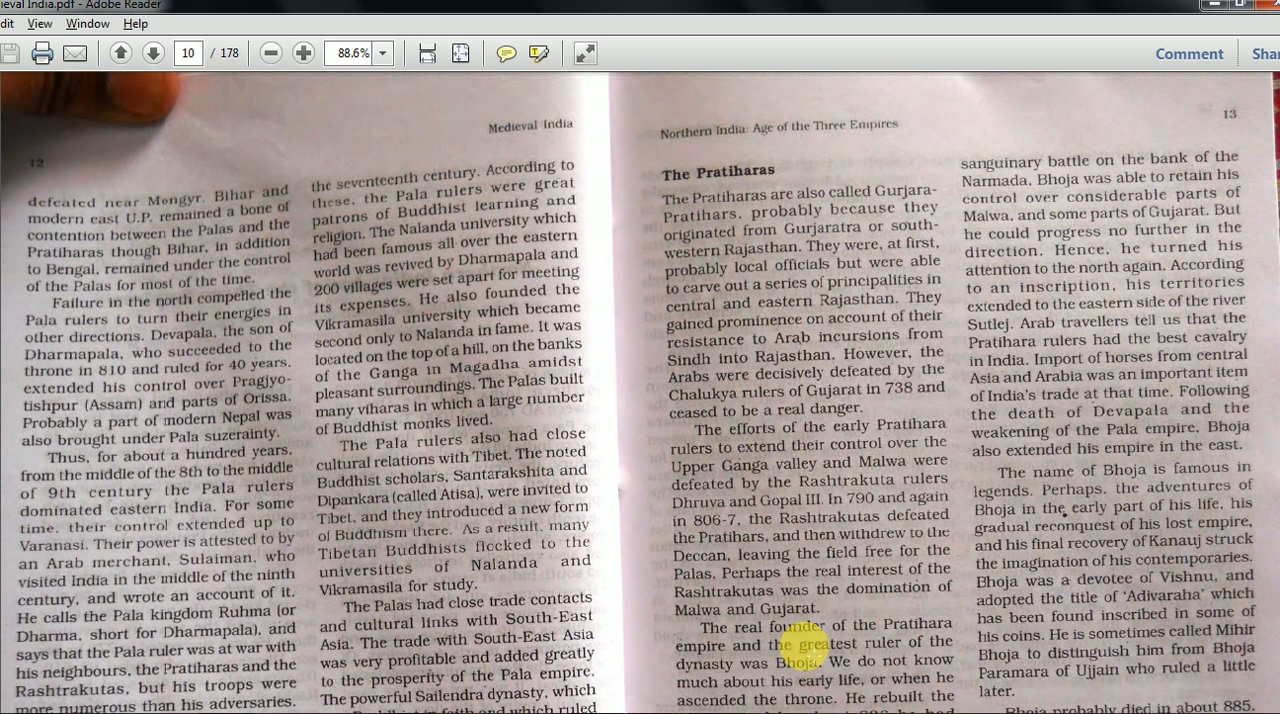 ieval India.pdf - Adobe Reader
dit View Window Help
10 / 178
88.6%
Comment
Shar
12
Medieval India
defeated near Mongyr. Bihar and
modern east U.P. remained a bone of
contention between the Palas and the
Pratiharas though Bihar, in addition
to Bengal, remained under the control
of the Palas for most of the time.
Failure in the north compelled the
Pala rulers to turn their energies in
other directions. Devapala, the son of
Dharmapala, who succeeded to the
throne in 810 and ruled for 40 years,
extended his control over Pragjyo-
tishpur (Assam) and parts of Orissa.
Probably a part of modern Nepal was
also brought under Pala suzerainty.
Thus, for about a hundred years,
from the middle of the 8th to the middle
of 9th century the Pala rulers
dominated eastern India. For some
time, their control extended up to
Varanasi. Their power is attested to by
an Arab merchant, Sulaiman, who
visited India in the middle of the ninth
century, and wrote an account of it.
He calls the Pala kingdom Ruhma (or
Dharma, short for Dharmapala), and
says that the Pala ruler was at war with
his neighbours, the Pratiharas and the
Rashtrakutas, but his troops were
more numerous than his adversaries.
the seventeenth century. According to
these, the Pala rulers were great
patrons of Buddhist learning and
religion. The Nalanda university which
had been famous all over the eastern
world was revived by Dharmapala and
200 villages were set apart for meeting
its expenses. He also founded the
Vikramasila university which became
second only to Nalanda in fame. It was
located on the top of a hill, on the banks
of the Ganga in Magadha amidst
pleasant surroundings. The Palas built
many viharas in which a large number
of Buddhist monks lived.
The Pala rulers also had close
cultural relations with Tibet. The noted
Buddhist scholars, Santarakshita and
Dipankara (called Atisa), were invited to
Tibet, and they introduced a new form
of Buddhism there. As a result, many
Tibetan Buddhists flocked to the
universities of Nalanda and
Vikramasila for study.
The Palas had close trade contacts
and cultural links with South-East
Asia. The trade with South-East Asia
was very profitable and added greatly
to the prosperity of the Pala empire.
The powerful Sailendra dynasty, which
Buddhist in faith and which ruled
Northern India: Age of the Three Empires
13
The Pratiharas
The Pratiharas are also called Gurjara-
Pratihars, probably because they
originated from Gurjaratra or south-
western Rajasthan. They were, at first,
probably local officials but were able
to carve out a series of principalities in
central and eastern Rajasthan. They
gained prominence on account of their
resistance to Arab incursions from
Sindh into Rajasthan. However, the
Arabs were decisively defeated by the
Chalukya rulers of Gujarat in 738 and
ceased to be a real danger.
The efforts of the early Pratihara
rulers to extend their control over the
Upper Ganga valley and Malwa were
defeated by the Rashtrakuta rulers
Dhruva and Gopal III. In 790 and again
in 806-7, the Rashtrakutas defeated
the Pratihars, and then withdrew to the
Deccan, leaving the field free for the
Palas. Perhaps the real interest of the
Rashtrakutas was the domination of
Malwa and Gujarat.
The real founder of the Pratihara
empire and the greatest ruler of the
dynasty was Bhoja. We do not know
much about his early life, or when he
ascended the throne. He rebuilt the
sanguinary battle on the bank of the
Narmada, Bhoja was able to retain his
control over considerable parts of
Malwa, and some parts of Gujarat. But
he could progress no further in the
direction. Hence, he turned his
attention to the north again. According
to an inscription, his territories
extended to the eastern side of the river
Sutlej. Arab travellers tell us that the
Pratihara rulers had the best cavalry
in India. Import of horses from central
Asia and Arabia was an important item
of India's trade at that time. Following
the death of Devapala and the
weakening of the Pala empire, Bhoja
also extended his empire in the east.
The name of Bhoja is famous in
legends. Perhaps, the adventures of
Bhoja in the early part of his life, his
gradual reconquest of his lost empire,
and his final recovery of Kanauj struck
the imagination of his contemporaries.
Bhoja was a devotee of Vishnu, and
adopted the title of 'Adivaraha' which
has been found inscribed in some of
his coins. He is sometimes called Mihir
Bhoja to distinguish him from Bhoja
Paramara of Ujjain who ruled a little
later.
Bhoja probably died in about 885.